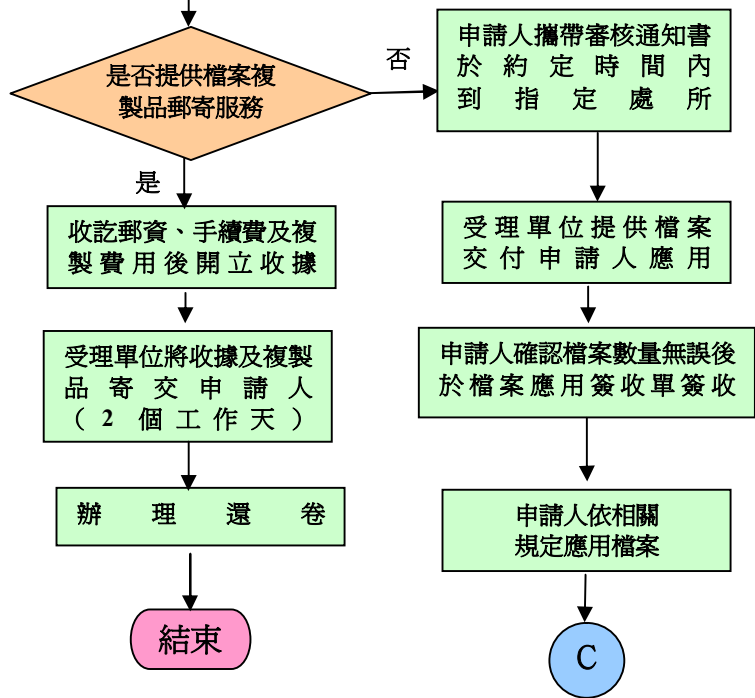 是否提供檔案複
製品郵寄服務
否
是
收訖郵資、手續費及複
製費用後開立收據
受理單位將收據及複製
品寄交申請人
（2 個工作天）
辦理還卷
結束
申請人攜帶審核通知書
於約定時間內
到指定處所
受理單位提供檔案
交付申請人應用
申請人確認檔案數量無誤後
於檔案應用簽收單簽收
申請人依相關
規定應用檔案
C